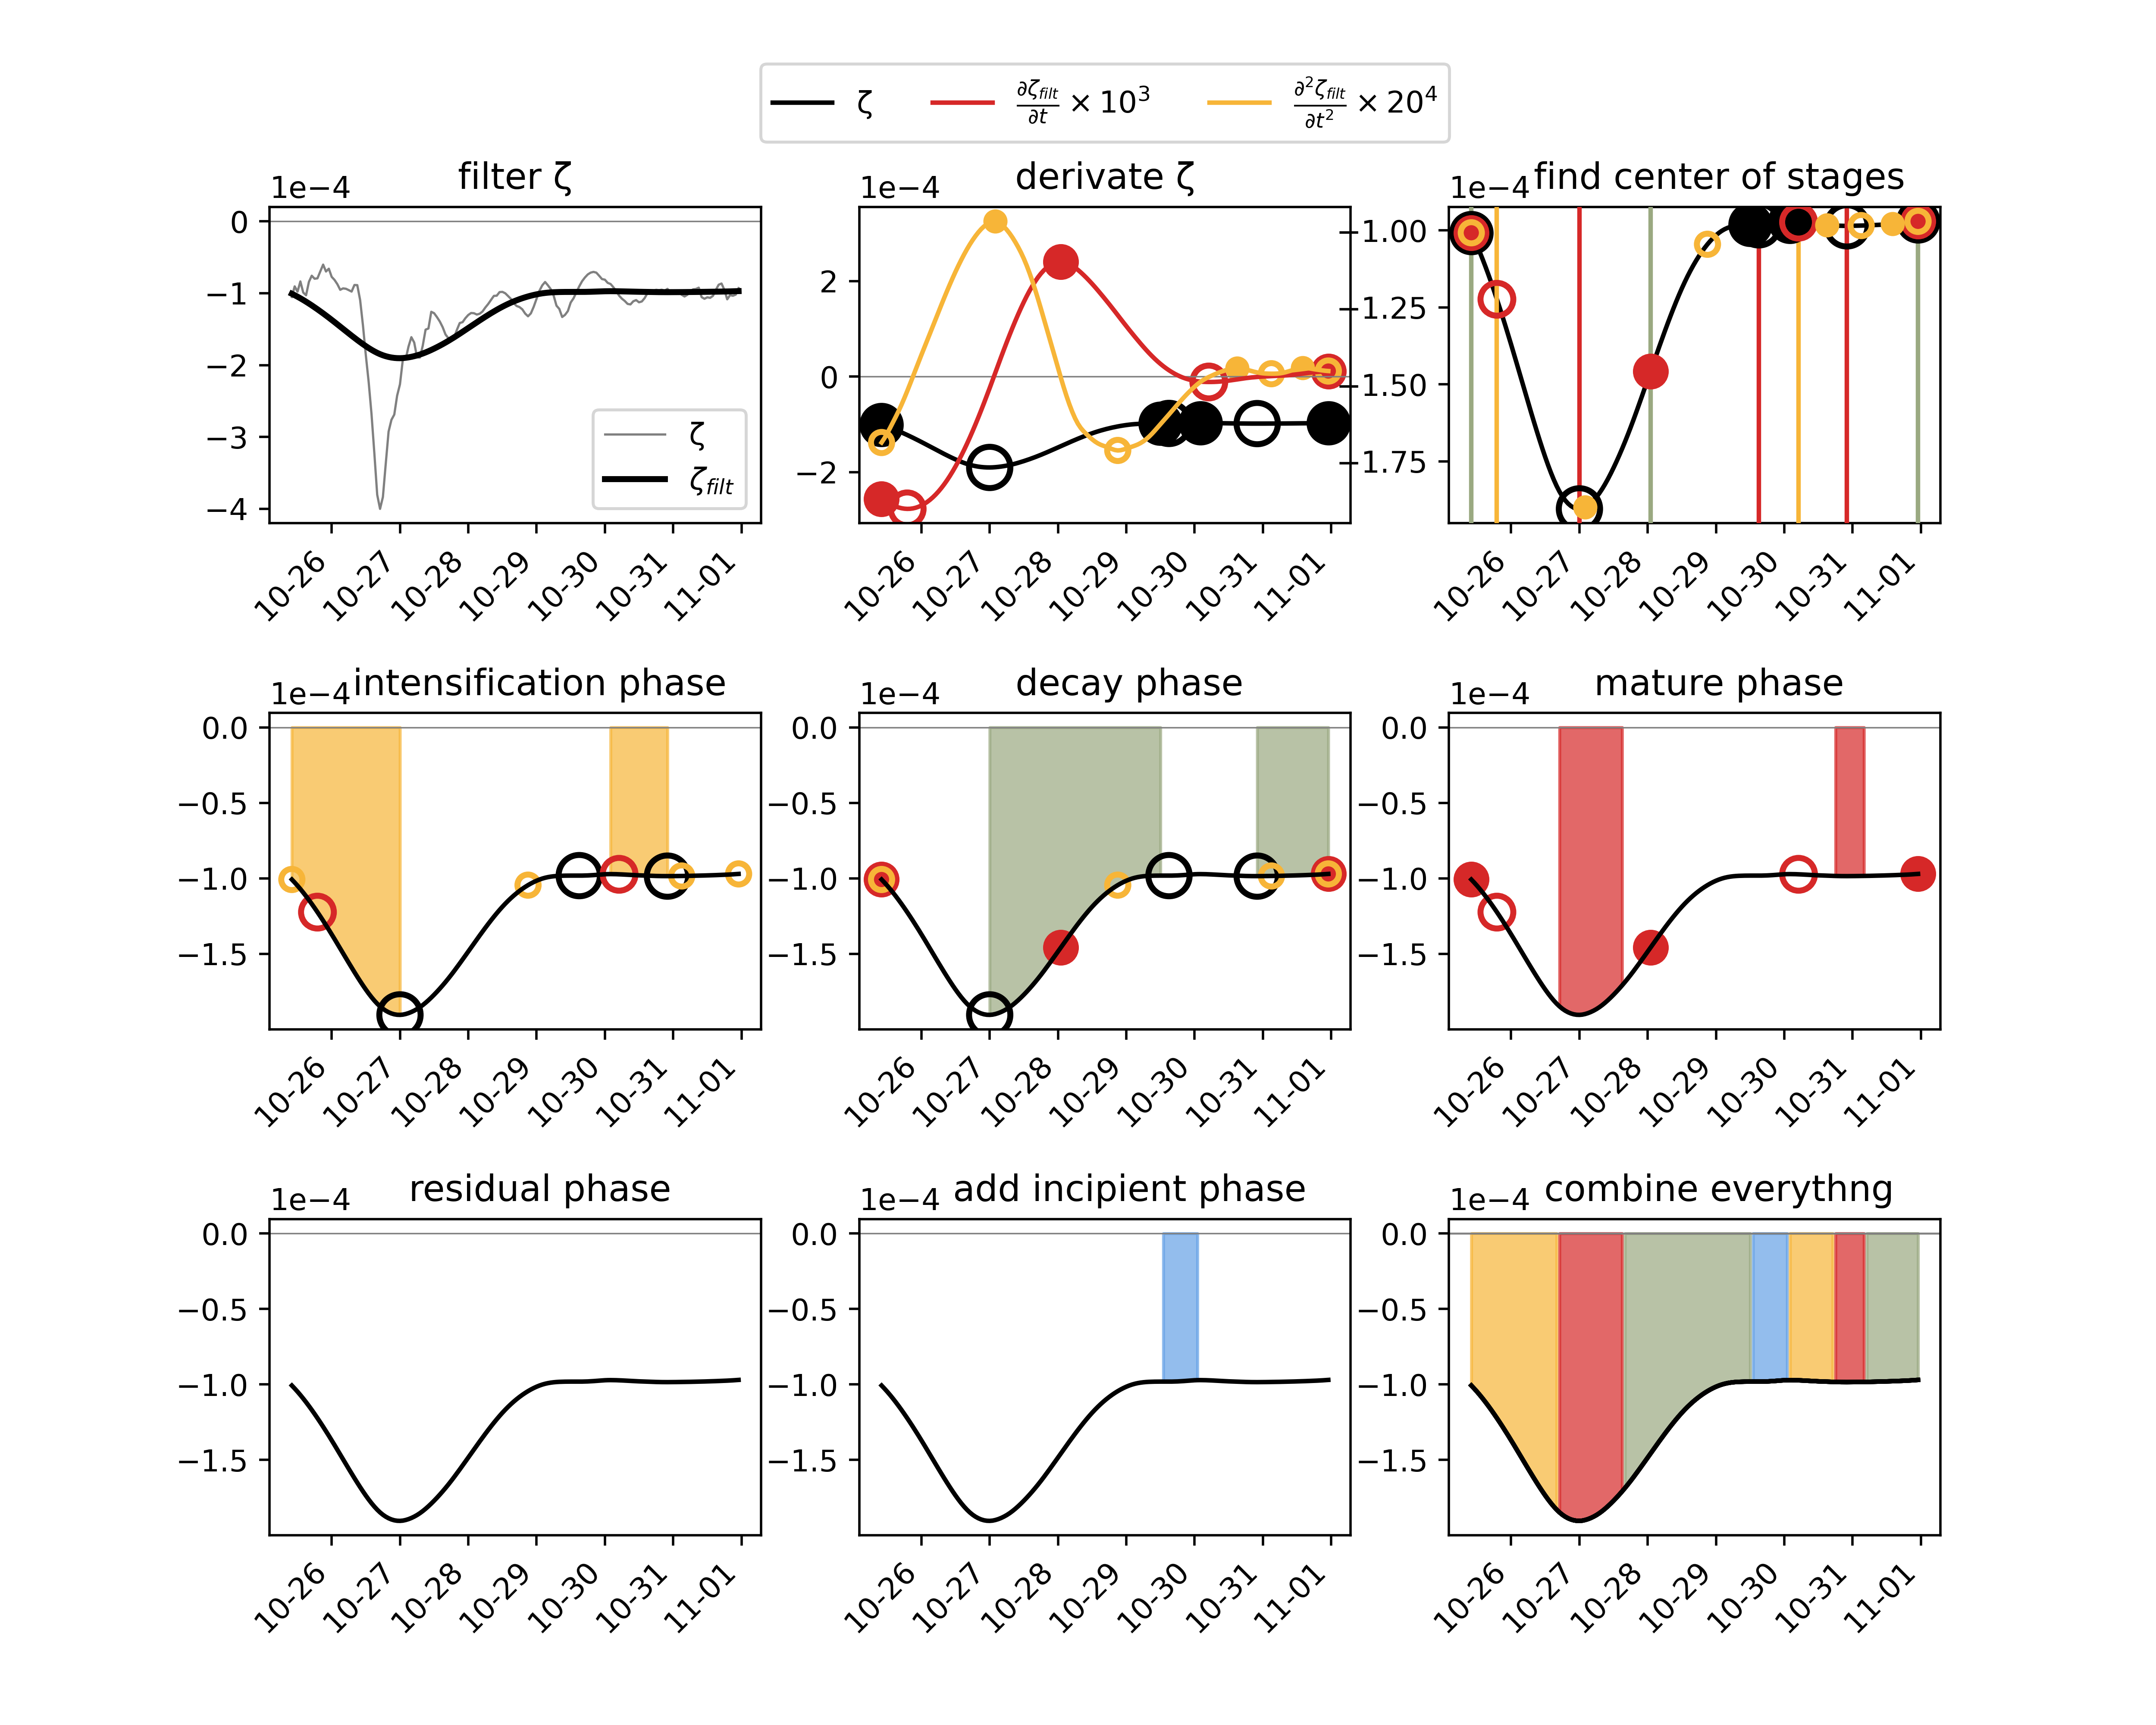 ζ ∂ζ_filt/∂t × 10³ ∂²ζ_filt/∂t² × 20⁴
filter ζ
1e−4
0
−1
−2
−3
−4
ζ
ζ_filt
10-26 10-27 10-28 10-29 10-30 10-31 11-01
derivate ζ
1e−4
2
0
−2
10-26 10-27 10-28 10-29 10-30 10-31 11-01
find center of stages
1e−4
−1.00
−1.25
−1.50
−1.75
10-26 10-27 10-28 10-29 10-30 10-31 11-01
intensification phase
1e−4
0.0
−0.5
−1.0
−1.5
10-26 10-27 10-28 10-29 10-30 10-31 11-01
decay phase
1e−4
0.0
−0.5
−1.0
−1.5
10-26 10-27 10-28 10-29 10-30 10-31 11-01
mature phase
1e−4
0.0
−0.5
−1.0
−1.5
10-26 10-27 10-28 10-29 10-30 10-31 11-01
residual phase
1e−4
0.0
−0.5
−1.0
−1.5
10-26 10-27 10-28 10-29 10-30 10-31 11-01
add incipient phase
1e−4
0.0
−0.5
−1.0
−1.5
10-26 10-27 10-28 10-29 10-30 10-31 11-01
combine everythng
1e−4
0.0
−0.5
−1.0
−1.5
10-26 10-27 10-28 10-29 10-30 10-31 11-01